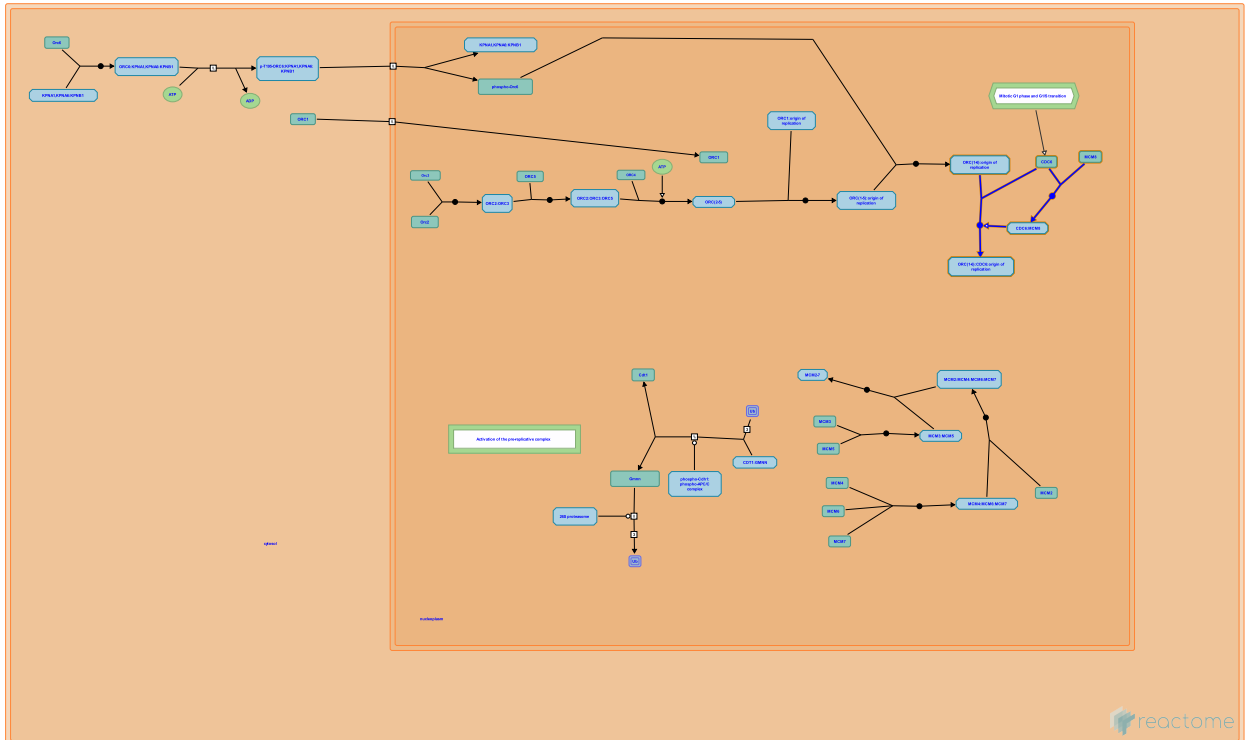 Orc6
KPNA1,KPNA6:KPNB1
ORC6:KPNA1,KPNA6:KPNB1
ATP
ADP
p-T195-ORC6:KPNA1,KPNA6:
KPNB1
KPNA1,KPNA6:KPNB1
phospho-Orc6
ORC1
ORC1
ORC1:origin of
replication
Mitotic G1 phase and G1/S transition
Orc3
Orc2
ORC2:ORC3
ORC5
ORC2:ORC3:ORC5
ORC4
ATP
ORC(2-5)
ORC(1-5):origin of
replication
ORC(1-6):origin of
replication
CDC6
MCM8
CDC6:MCM8
ORC(1-6):CDC6:origin of
replication
Cdt1
Ub
CDT1:GMNN
Activation of the pre-replicative complex
Gmnn
phospho-Cdh1:
phospho-APC/C
complex
26S proteasome
Ub
MCM2-7
MCM2:MCM4:MCM6:MCM7
MCM3
MCM5
MCM3:MCM5
MCM4
MCM6
MCM7
MCM4:MCM6:MCM7
MCM2
cytosol
nucleoplasm
reactome